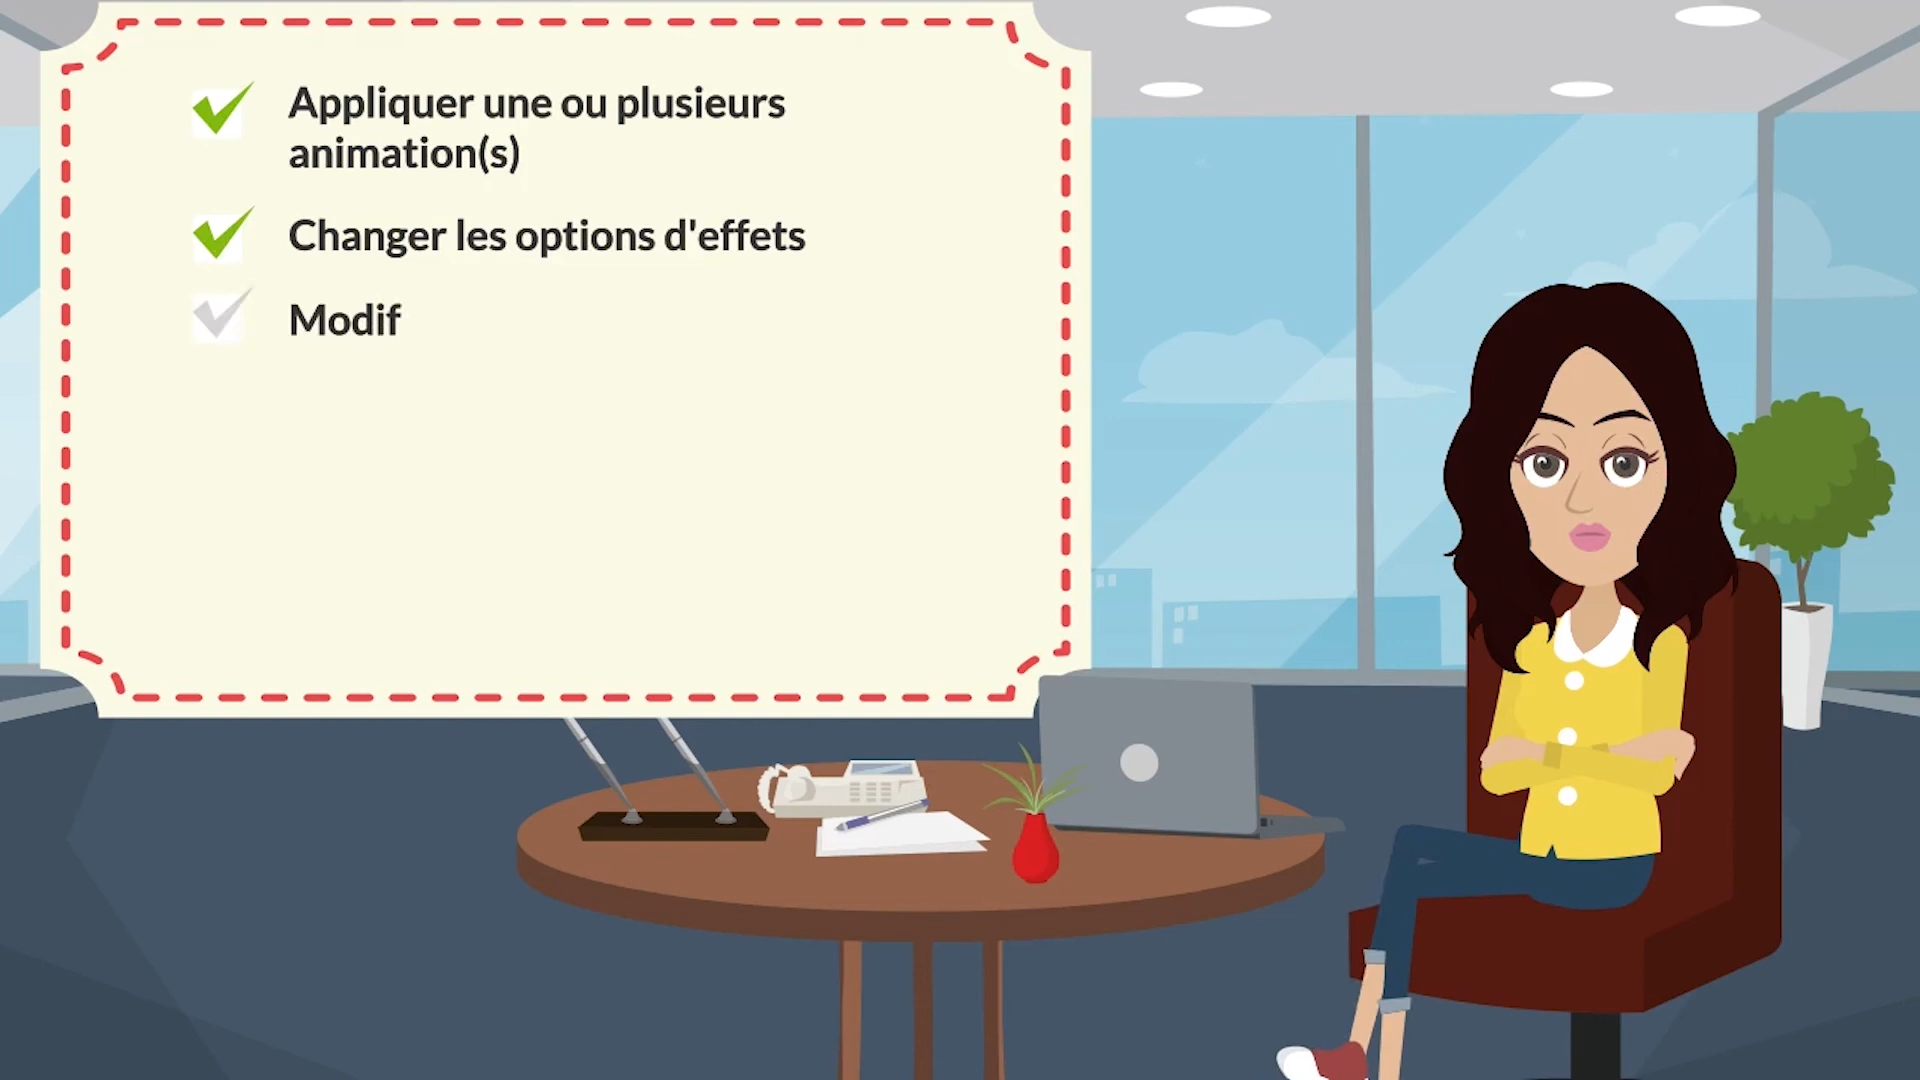 Appliquer une ou plusieurs
animation(s)
Changer les options d'effets
Modif